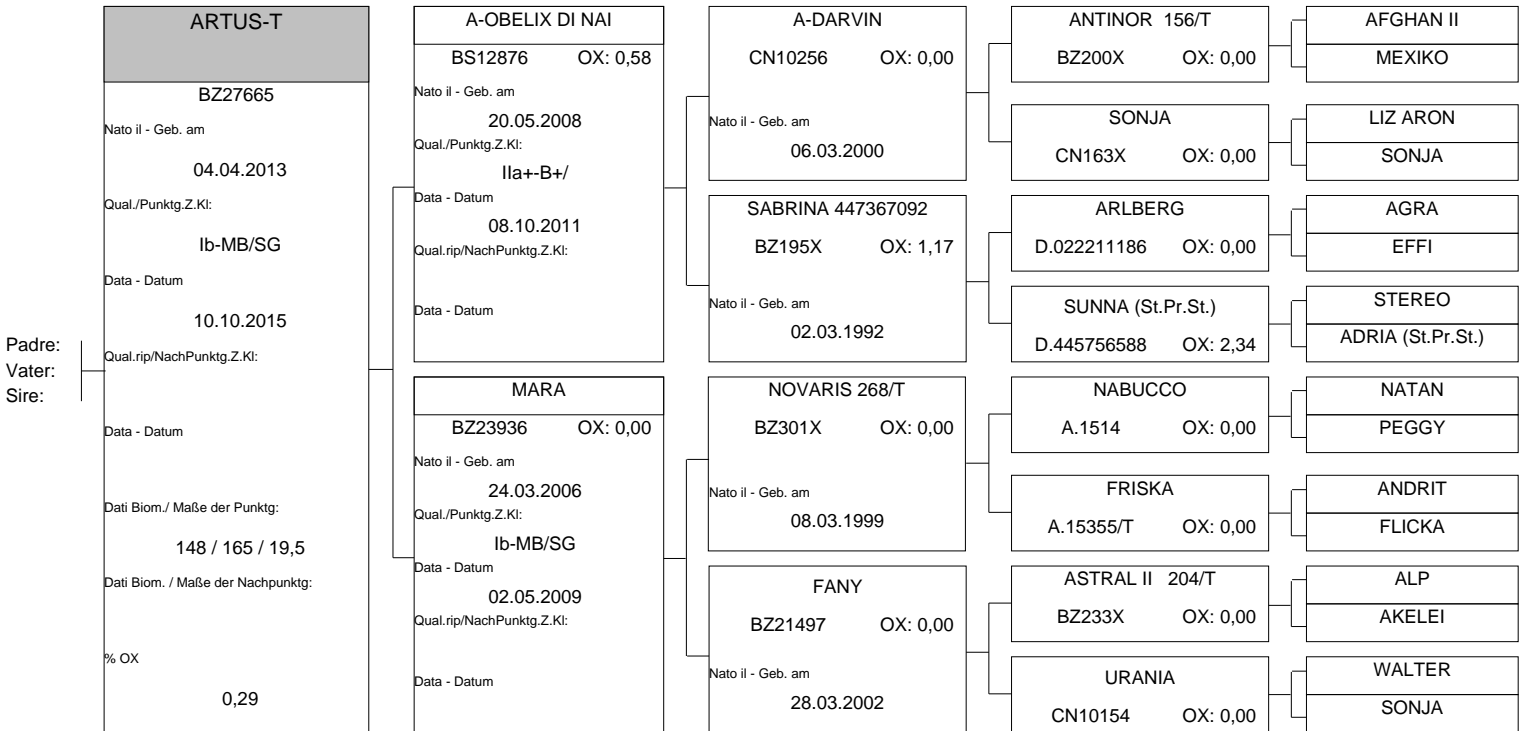 Padre:
Vater:
Sire:
ARTUS-T
BZ27665
Nato il - Geb. am
04.04.2013
Qual./Punktg.Z.Kl:
Ib-MB/SG
Data - Datum
10.10.2015
Qual.rip/NachPunktg.Z.Kl:
Data - Datum
Dati Biom./ Maße der Punktg:
148 / 165 / 19,5
Dati Biom. / Maße der Nachpunktg:
% OX
0,29
A-OBELIX DI NAI
BS12876 OX: 0,58
Nato il - Geb. am
20.05.2008
Qual./Punktg.Z.Kl:
IIa+-B+/
Data - Datum
08.10.2011
Qual.rip/NachPunktg.Z.Kl:
Data - Datum
MARA
BZ23936 OX: 0,00
Nato il - Geb. am
24.03.2006
Qual./Punktg.Z.Kl:
Ib-MB/SG
Data - Datum
02.05.2009
Qual.rip/NachPunktg.Z.Kl:
Data - Datum
A-DARVIN
CN10256 OX: 0,00
Nato il - Geb. am
06.03.2000
SABRINA 447367092
BZ195X OX: 1,17
Nato il - Geb. am
02.03.1992
NOVARIS 268/T
BZ301X OX: 0,00
Nato il - Geb. am
08.03.1999
FANY
BZ21497 OX: 0,00
Nato il - Geb. am
28.03.2002
ANTINOR 156/T
BZ200X OX: 0,00
SONJA
CN163X OX: 0,00
ARLBERG
D.022211186 OX: 0,00
SUNNA (St.Pr.St.)
D.445756588 OX: 2,34
NABUCCO
A.1514 OX: 0,00
FRISKA
A.15355/T OX: 0,00
ASTRAL II 204/T
BZ233X OX: 0,00
URANIA
CN10154 OX: 0,00
AFGHAN II
MEXIKO
LIZ ARON
SONJA
AGRA
EFFI
STEREO
ADRIA (St.Pr.St.)
NATAN
PEGGY
ANDRIT
FLICKA
ALP
AKELEI
WALTER
SONJA